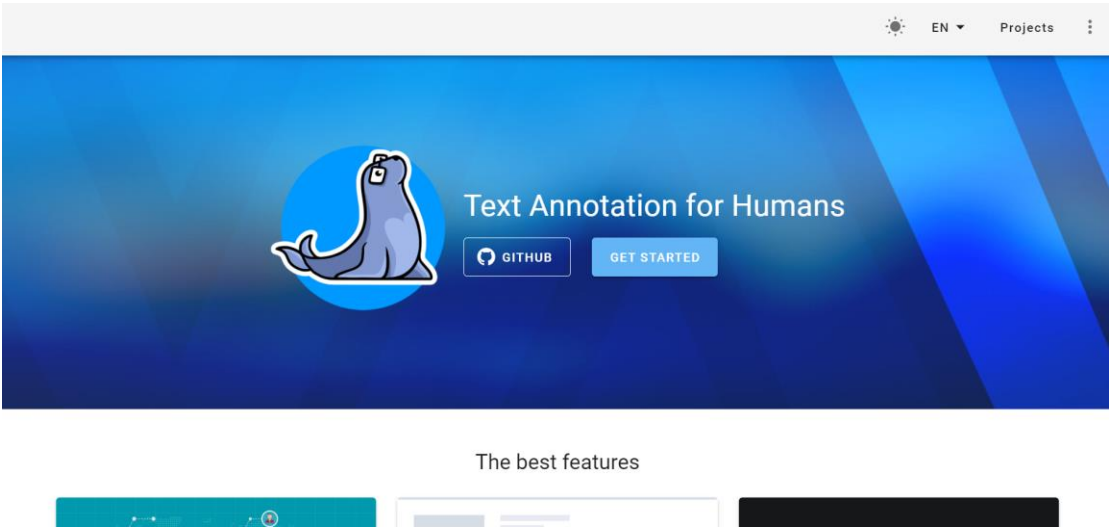 EN
Projects
Text Annotation for Humans
GITHUB
GET STARTED
The best features